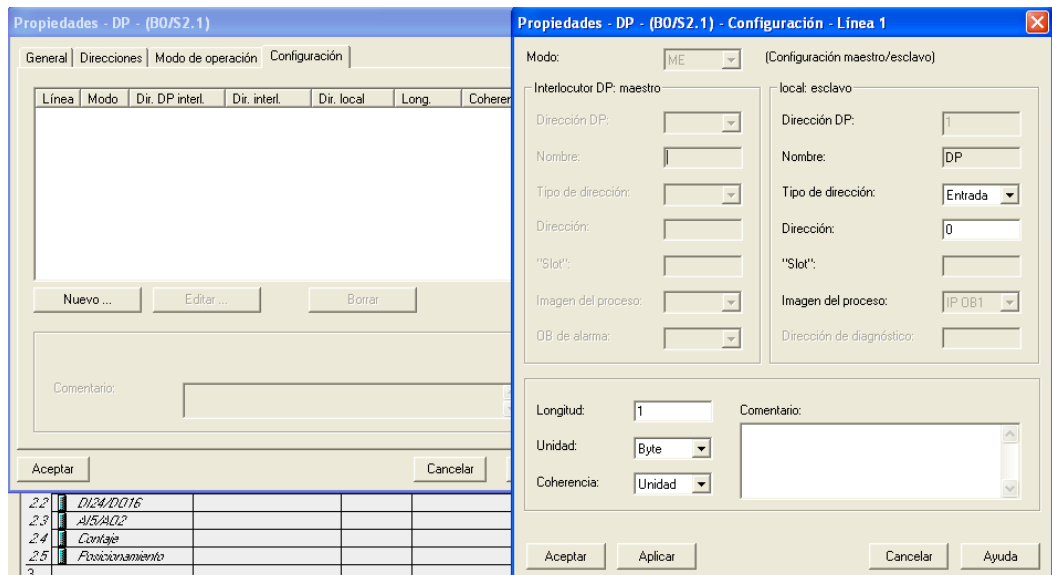 Propiedades - DP - (B0/S2.1)
General Direcciones Modo de operación Configuración
Línea Modo Dir. DP interl. Dir. interl. Dir. local Long. Coheren
Nuevo ... Editar ... Borrar
Comentario:
Aceptar Cancelar
2.2 DI24/DO16
2.3 AI5/AO2
2.4 Contaje
2.5 Posicionamiento
3
Propiedades - DP - (B0/S2.1) - Configuración - Línea 1
Modo: ME (Configuración maestro/esclavo)
Interlocutor DP: maestro
Dirección DP:
Nombre:
Tipo de dirección:
Dirección:
"Slot":
Imagen del proceso:
OB de alarma:
local: esclavo
Dirección DP: 1
Nombre: DP
Tipo de dirección: Entrada
Dirección: 0
"Slot":
Imagen del proceso: IP OB1
Dirección de diagnóstico:
Longitud: 1
Unidad: Byte
Coherencia: Unidad
Comentario:
Aceptar Aplicar Cancelar Ayuda